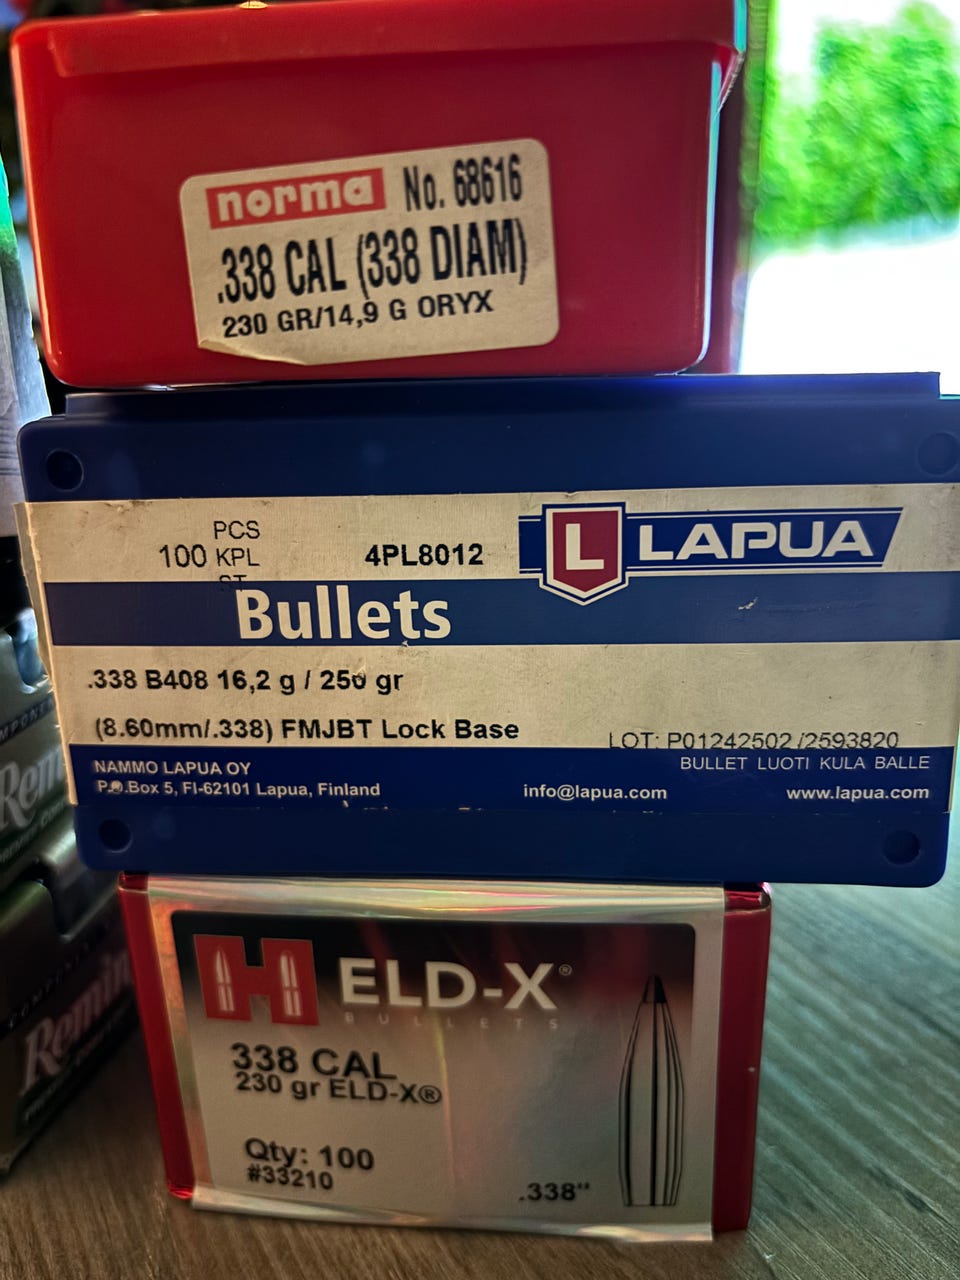 norma No. 68616
.338 CAL (338 DIAM)
230 GR/14,9 G ORYX
PCS
100 KPL
ST
4PL8012
L LAPUA
Bullets
.338 B408 16,2 g / 250 gr
(8.60mm/.338) FMJBT Lock Base
LOT: P01242502 /2593820
NAMMO LAPUA OY
BULLET LUOTI KULA BALLE
P.O.Box 5, FI-62101 Lapua, Finland
info@lapua.com
www.lapua.com
H ELD-X®
BULLETS
338 CAL
230 gr ELD-X®
Qty: 100
#33210
.338"
Rem
Remin